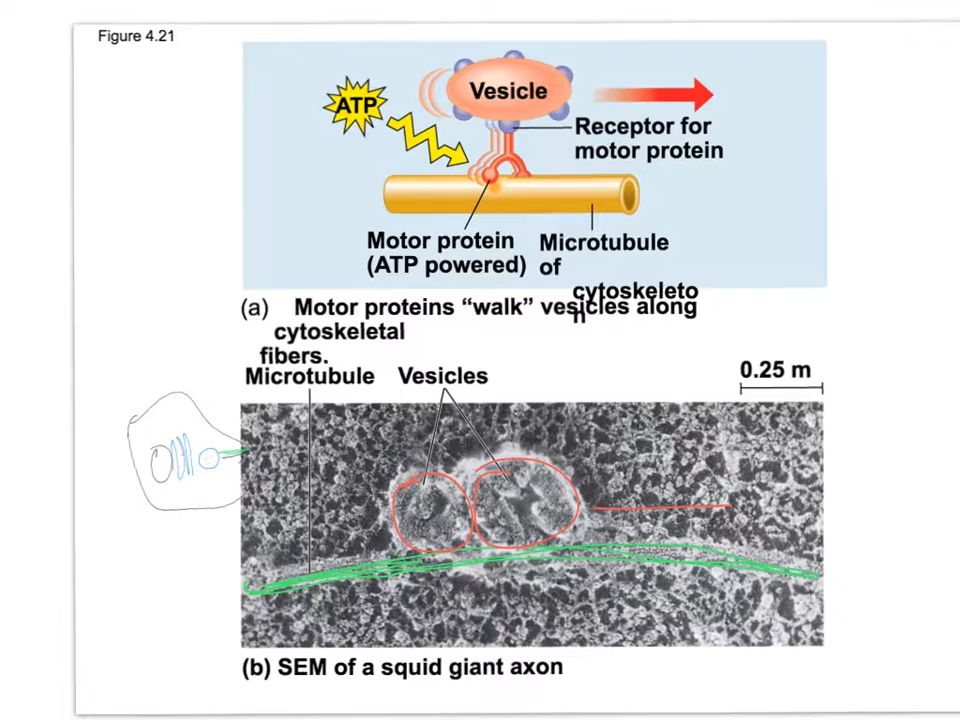 Figure 4.21
ATP
Vesicle
Receptor for
motor protein
Motor protein
(ATP powered)
Microtubule
of
cytoskeleto
n
(a) Motor proteins “walk” vesicles along
cytoskeletal
fibers.
Microtubule
Vesicles
0.25 m
(b) SEM of a squid giant axon